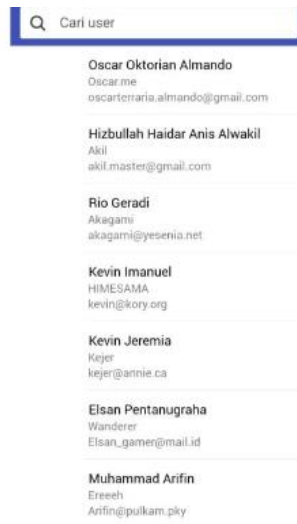 Cari user
Oscar Oktorian Almando
Oscar.me
oscarterraria.almando@gmail.com
Hizbullah Haidar Anis Alwakil
Akil
akil.master@gmail.com
Rio Geradi
Akagami
akagami@yesenia.net
Kevin Imanuel
HIMESAMA
kevin@kory.org
Kevin Jeremia
Kejer
kejer@annie.ca
Elsan Pentanugraha
Wanderer
Elsan_gamer@mail.id
Muhammad Arifin
Ereeeh
Arifin@pulkam.pky